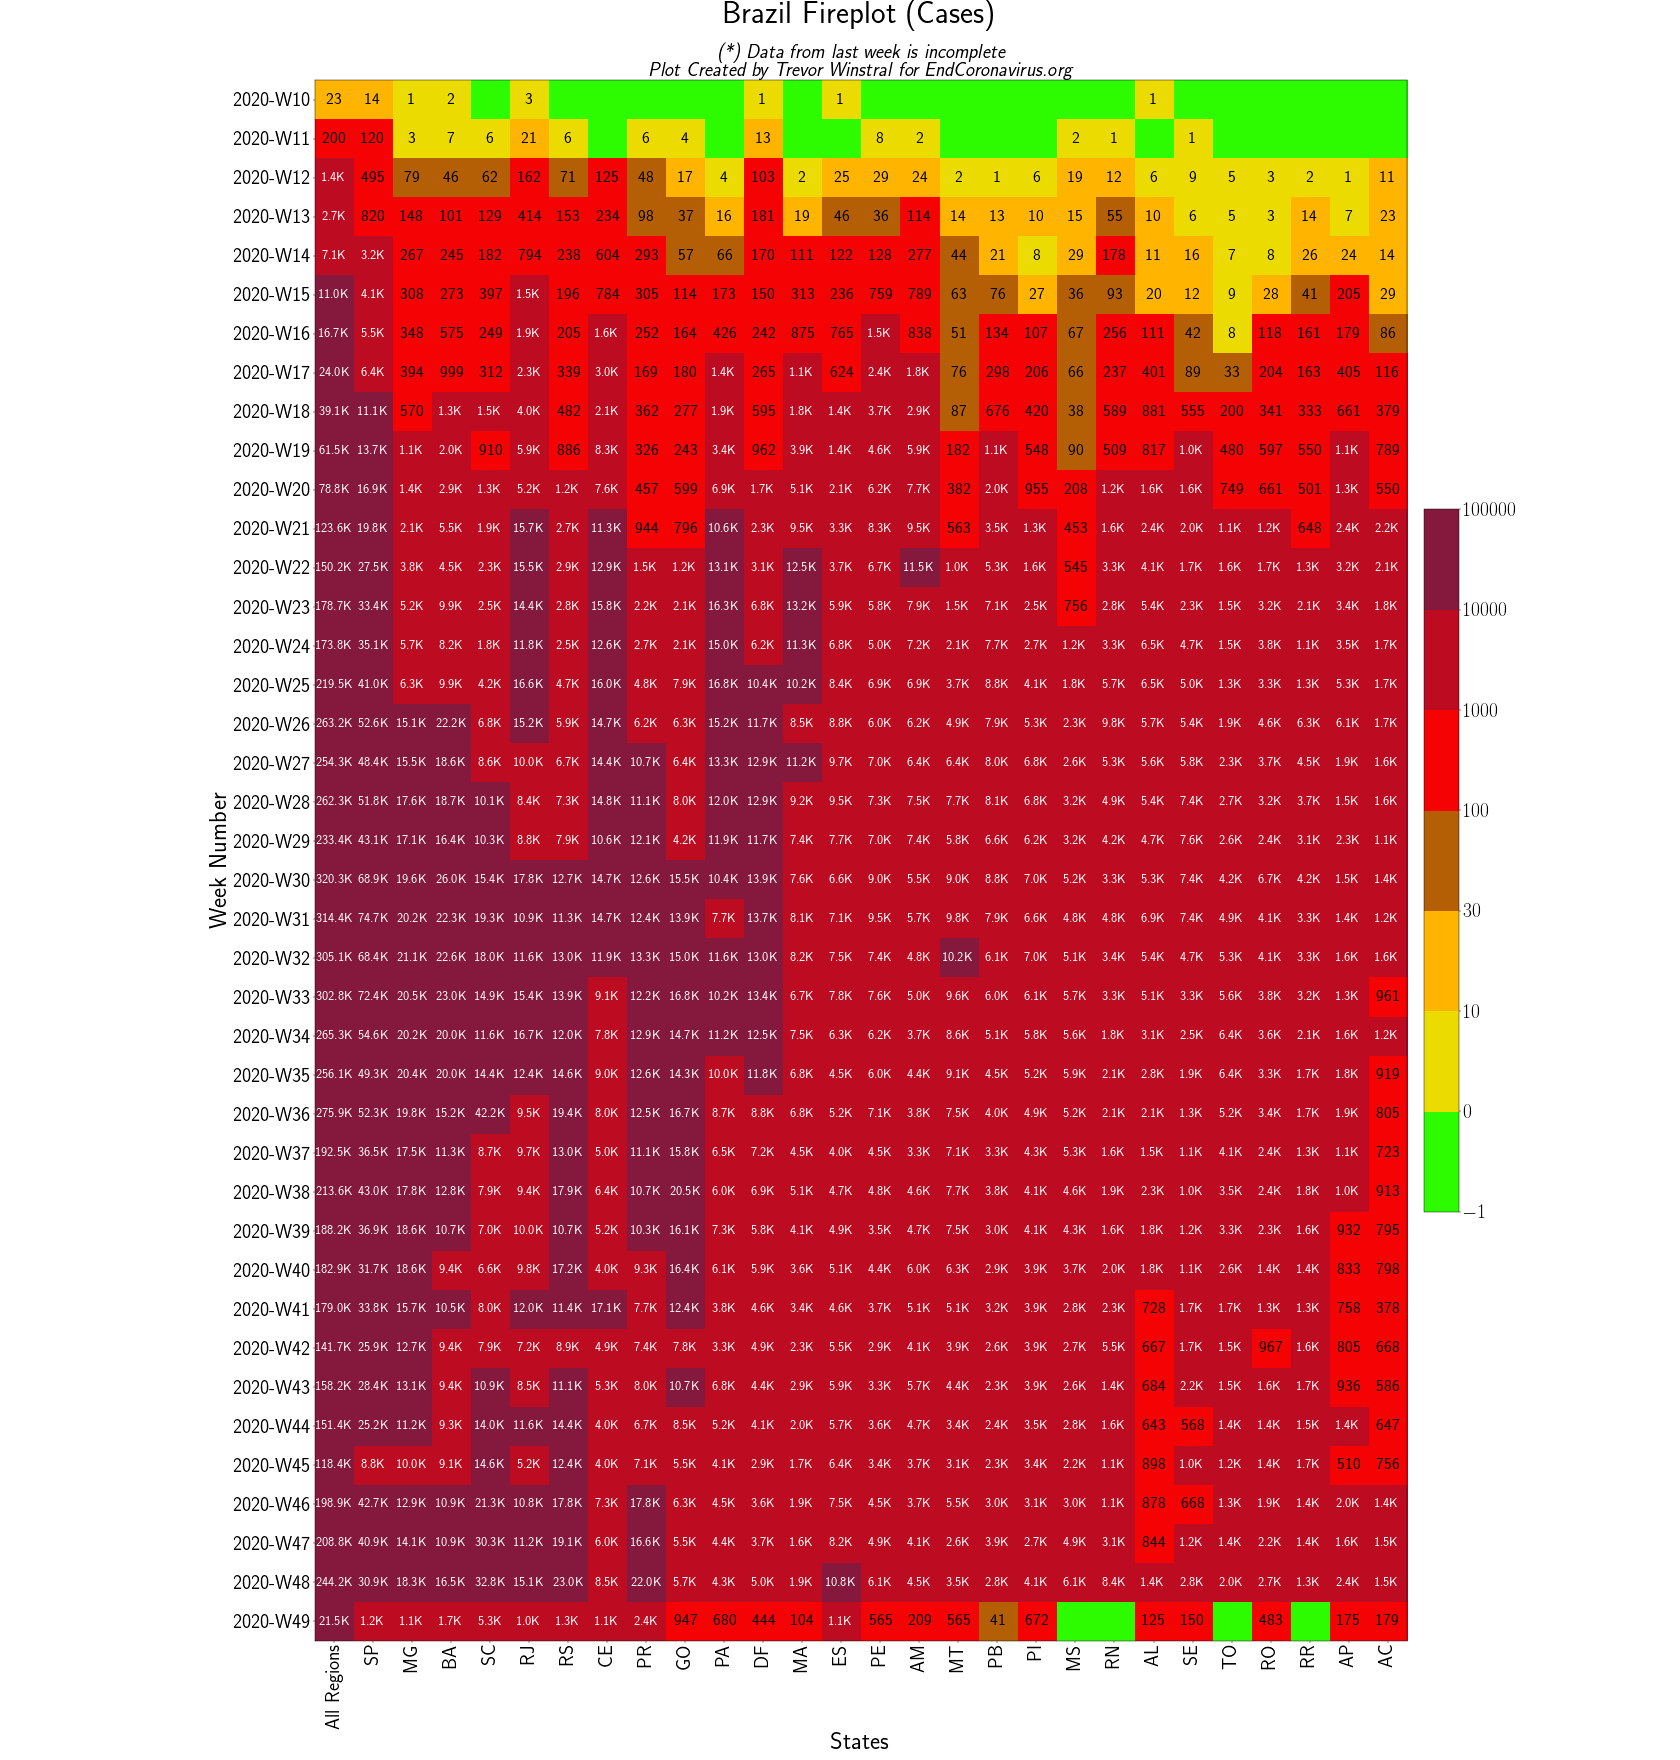 Brazil Fireplot (Cases)
(*) Data from last week is incomplete
Plot Created by Trevor Winstral for EndCoronavirus.org
2020-W10 23 14 1 2 3 1 1 1
2020-W11 200 120 3 7 6 21 6 6 4 13 8 2 2 1 1
2020-W12 1.4K 495 79 46 62 162 71 125 48 17 4 103 2 25 29 24 2 1 6 19 12 6 9 5 3 2 1 11
2020-W13 2.7K 820 148 101 129 414 153 234 98 37 16 181 19 46 36 114 14 13 10 15 55 10 6 5 3 14 7 23
2020-W14 7.1K 3.2K 267 245 182 794 238 604 293 57 66 170 111 122 128 277 44 21 8 29 178 11 16 7 8 26 24 14
2020-W15 11.0K 4.1K 308 273 397 1.5K 196 784 305 114 173 150 313 236 759 789 63 76 27 36 93 20 12 9 28 41 205 29
2020-W16 16.7K 5.5K 348 575 249 1.9K 205 1.6K 252 164 426 242 875 765 1.5K 838 51 134 107 67 256 111 42 8 118 161 179 86
2020-W17 24.0K 6.4K 394 999 312 2.3K 339 3.0K 169 180 1.4K 265 1.1K 624 2.4K 1.8K 76 298 206 66 237 401 89 33 204 163 405 116
2020-W18 39.1K 11.1K 570 1.3K 1.5K 4.0K 482 2.1K 362 277 1.9K 595 1.8K 1.4K 3.7K 2.9K 87 676 420 38 589 881 555 200 341 333 661 379
2020-W19 61.5K 13.7K 1.1K 2.0K 910 5.9K 886 8.3K 326 243 3.4K 962 3.9K 1.4K 4.6K 5.9K 182 1.1K 548 90 509 817 1.0K 480 597 550 1.1K 789
2020-W20 78.8K 16.9K 1.4K 2.9K 1.3K 5.2K 1.2K 7.6K 457 599 6.9K 1.7K 5.1K 2.1K 6.2K 7.7K 382 2.0K 955 208 1.2K 1.6K 1.6K 749 661 501 1.3K 550
2020-W21 123.6K 19.8K 2.1K 5.5K 1.9K 15.7K 2.7K 11.3K 944 796 10.6K 2.3K 9.5K 3.3K 8.3K 9.5K 563 3.5K 1.3K 453 1.6K 2.4K 2.0K 1.1K 1.2K 648 2.4K 2.2K
2020-W22 150.2K 27.5K 3.8K 4.5K 2.3K 15.5K 2.9K 12.9K 1.5K 1.2K 13.1K 3.1K 12.5K 3.7K 6.7K 11.5K 1.0K 5.3K 1.6K 545 3.3K 4.1K 1.7K 1.6K 1.7K 1.3K 3.2K 2.1K
2020-W23 178.7K 33.4K 5.2K 9.9K 2.5K 14.4K 2.8K 15.8K 2.2K 2.1K 16.3K 6.8K 13.2K 5.9K 5.8K 7.9K 1.5K 7.1K 2.5K 756 2.8K 5.4K 2.3K 1.5K 3.2K 2.1K 3.4K 1.8K
2020-W24 173.8K 35.1K 5.7K 8.2K 1.8K 11.8K 2.5K 12.6K 2.7K 2.1K 15.0K 6.2K 11.3K 6.8K 5.0K 7.2K 2.1K 7.7K 2.7K 1.2K 3.3K 6.5K 4.7K 1.5K 3.8K 1.1K 3.5K 1.7K
2020-W25 219.5K 41.0K 6.3K 9.9K 4.2K 16.6K 4.7K 16.0K 4.8K 7.9K 16.8K 10.4K 10.2K 8.4K 6.9K 6.9K 3.7K 8.8K 4.1K 1.8K 5.7K 6.5K 5.0K 1.3K 3.3K 1.3K 5.3K 1.7K
2020-W26 263.2K 52.6K 15.1K 22.2K 6.8K 15.2K 5.9K 14.7K 6.2K 6.3K 15.2K 11.7K 8.5K 8.8K 6.0K 6.2K 4.9K 7.9K 5.3K 2.3K 9.8K 5.7K 5.4K 1.9K 4.6K 6.3K 6.1K 1.7K
2020-W27 254.3K 48.4K 15.5K 18.6K 8.6K 10.0K 6.7K 14.4K 10.7K 6.4K 13.3K 12.9K 11.2K 9.7K 7.0K 6.4K 6.4K 8.0K 6.8K 2.6K 5.3K 5.6K 5.8K 2.3K 3.7K 4.5K 1.9K 1.6K
2020-W28 262.3K 51.8K 17.6K 18.7K 10.1K 8.4K 7.3K 14.8K 11.1K 8.0K 12.0K 12.9K 9.2K 9.5K 7.3K 7.5K 7.7K 8.1K 6.8K 3.2K 4.9K 5.4K 7.4K 2.7K 3.2K 3.7K 1.5K 1.6K
2020-W29 233.4K 43.1K 17.1K 16.4K 10.3K 8.8K 7.9K 10.6K 12.1K 4.2K 11.9K 11.7K 7.4K 7.7K 7.0K 7.4K 5.8K 6.6K 6.2K 3.2K 4.2K 4.7K 7.6K 2.6K 2.4K 3.1K 2.3K 1.1K
2020-W30 320.3K 68.9K 19.6K 26.0K 15.4K 17.8K 12.7K 14.7K 12.6K 15.5K 10.4K 13.9K 7.6K 6.6K 9.0K 5.5K 9.0K 8.8K 7.0K 5.2K 3.3K 5.3K 7.4K 4.2K 6.7K 4.2K 1.5K 1.4K
2020-W31 314.4K 74.7K 20.2K 22.3K 19.3K 10.9K 11.3K 14.7K 12.4K 13.9K 7.7K 13.7K 8.1K 7.1K 9.5K 5.7K 9.8K 7.9K 6.6K 4.8K 4.8K 6.9K 7.4K 4.9K 4.1K 3.3K 1.4K 1.2K
2020-W32 305.1K 68.4K 21.1K 22.6K 18.0K 11.6K 13.0K 11.9K 13.3K 15.0K 11.6K 13.0K 8.2K 7.5K 7.4K 4.8K 10.2K 6.1K 7.0K 5.1K 3.4K 5.4K 4.7K 5.3K 4.1K 3.3K 1.6K 1.6K
2020-W33 302.8K 72.4K 20.5K 23.0K 14.9K 15.4K 13.9K 9.1K 12.2K 16.8K 10.2K 13.4K 6.7K 7.8K 7.6K 5.0K 9.6K 6.0K 6.1K 5.7K 3.3K 5.1K 3.3K 5.6K 3.8K 3.2K 1.3K 961
2020-W34 265.3K 54.6K 20.2K 20.0K 11.6K 16.7K 12.0K 7.8K 12.9K 14.7K 11.2K 12.5K 7.5K 6.3K 6.2K 3.7K 8.6K 5.1K 5.8K 5.6K 1.8K 3.1K 2.5K 6.4K 3.6K 2.1K 1.6K 1.2K
2020-W35 256.1K 49.3K 20.4K 20.0K 14.4K 12.4K 14.6K 9.0K 12.6K 14.3K 10.0K 11.8K 6.8K 4.5K 6.0K 4.4K 9.1K 4.5K 5.2K 5.9K 2.1K 2.8K 1.9K 6.4K 3.3K 1.7K 1.8K 919
2020-W36 275.9K 52.3K 19.8K 15.2K 42.2K 9.5K 19.4K 8.0K 12.5K 16.7K 8.7K 8.8K 6.8K 5.2K 7.1K 3.8K 7.5K 4.0K 4.9K 5.2K 2.1K 2.1K 1.3K 5.2K 3.4K 1.7K 1.9K 805
2020-W37 192.5K 36.5K 17.5K 11.3K 8.7K 9.7K 13.0K 5.0K 11.1K 15.8K 6.5K 7.2K 4.5K 4.0K 4.5K 3.3K 7.1K 3.3K 4.3K 5.3K 1.6K 1.5K 1.1K 4.1K 2.4K 1.3K 1.1K 723
2020-W38 213.6K 43.0K 17.8K 12.8K 7.9K 9.4K 17.9K 6.4K 10.7K 20.5K 6.0K 6.9K 5.1K 4.7K 4.8K 4.6K 7.7K 3.8K 4.1K 4.6K 1.9K 2.3K 1.0K 3.5K 2.4K 1.8K 1.0K 913
2020-W39 188.2K 36.9K 18.6K 10.7K 7.0K 10.0K 10.7K 5.2K 10.3K 16.1K 7.3K 5.8K 4.1K 4.9K 3.5K 4.7K 7.5K 3.0K 4.1K 4.3K 1.6K 1.8K 1.2K 3.3K 2.3K 1.6K 932 795
2020-W40 182.9K 31.7K 18.6K 9.4K 6.6K 9.8K 17.2K 4.0K 9.3K 16.4K 6.1K 5.9K 3.6K 5.1K 4.4K 6.0K 6.3K 2.9K 3.9K 3.7K 2.0K 1.8K 1.1K 2.6K 1.4K 1.4K 833 798
2020-W41 179.0K 33.8K 15.7K 10.5K 8.0K 12.0K 11.4K 17.1K 7.7K 12.4K 3.8K 4.6K 3.4K 4.6K 3.7K 5.1K 5.1K 3.2K 3.9K 2.8K 2.3K 728 1.7K 1.7K 1.3K 1.3K 758 378
2020-W42 141.7K 25.9K 12.7K 9.4K 7.9K 7.2K 8.9K 4.9K 7.4K 7.8K 3.3K 4.9K 2.3K 5.5K 2.9K 4.1K 3.9K 2.6K 3.9K 2.7K 5.5K 667 1.7K 1.5K 967 1.6K 805 668
2020-W43 158.2K 28.4K 13.1K 9.4K 10.9K 8.5K 11.1K 5.3K 8.0K 10.7K 6.8K 4.4K 2.9K 5.9K 3.3K 5.7K 4.4K 2.3K 3.9K 2.6K 1.4K 684 2.2K 1.5K 1.6K 1.7K 936 586
2020-W44 151.4K 25.2K 11.2K 9.3K 14.0K 11.6K 14.4K 4.0K 6.7K 8.5K 5.2K 4.1K 2.0K 5.7K 3.6K 4.7K 3.4K 2.4K 3.5K 2.8K 1.6K 643 568 1.4K 1.4K 1.5K 1.4K 647
2020-W45 118.4K 8.8K 10.0K 9.1K 14.6K 5.2K 12.4K 4.0K 7.1K 5.5K 4.1K 2.9K 1.7K 6.4K 3.4K 3.7K 3.1K 2.3K 3.4K 2.2K 1.1K 898 1.0K 1.2K 1.4K 1.7K 510 756
2020-W46 198.9K 42.7K 12.9K 10.9K 21.3K 10.8K 17.8K 7.3K 17.8K 6.3K 4.5K 3.6K 1.9K 7.5K 4.5K 3.7K 5.5K 3.0K 3.1K 3.0K 1.1K 878 668 1.3K 1.9K 1.4K 2.0K 1.4K
2020-W47 208.8K 40.9K 14.1K 10.9K 30.3K 11.2K 19.1K 6.0K 16.6K 5.5K 4.4K 3.7K 1.6K 8.2K 4.9K 4.1K 2.6K 3.9K 2.7K 4.9K 3.1K 844 1.2K 1.4K 2.2K 1.4K 1.6K 1.5K
2020-W48 244.2K 30.9K 18.3K 16.5K 32.8K 15.1K 23.0K 8.5K 22.0K 5.7K 4.3K 5.0K 1.9K 10.8K 6.1K 4.5K 3.5K 2.8K 4.1K 6.1K 8.4K 1.4K 2.8K 2.0K 2.7K 1.3K 2.4K 1.5K
2020-W49 21.5K 1.2K 1.1K 1.7K 5.3K 1.0K 1.3K 1.1K 2.4K 947 680 444 104 1.1K 565 209 565 41 672 125 150 483 175 179
All Regions SP MG BA SC RJ RS CE PR GO PA DF MA ES PE AM MT PB PI MS RN AL SE TO RO RR AP AC
States
Week Number
100000
10000
1000
100
30
10
0
−1